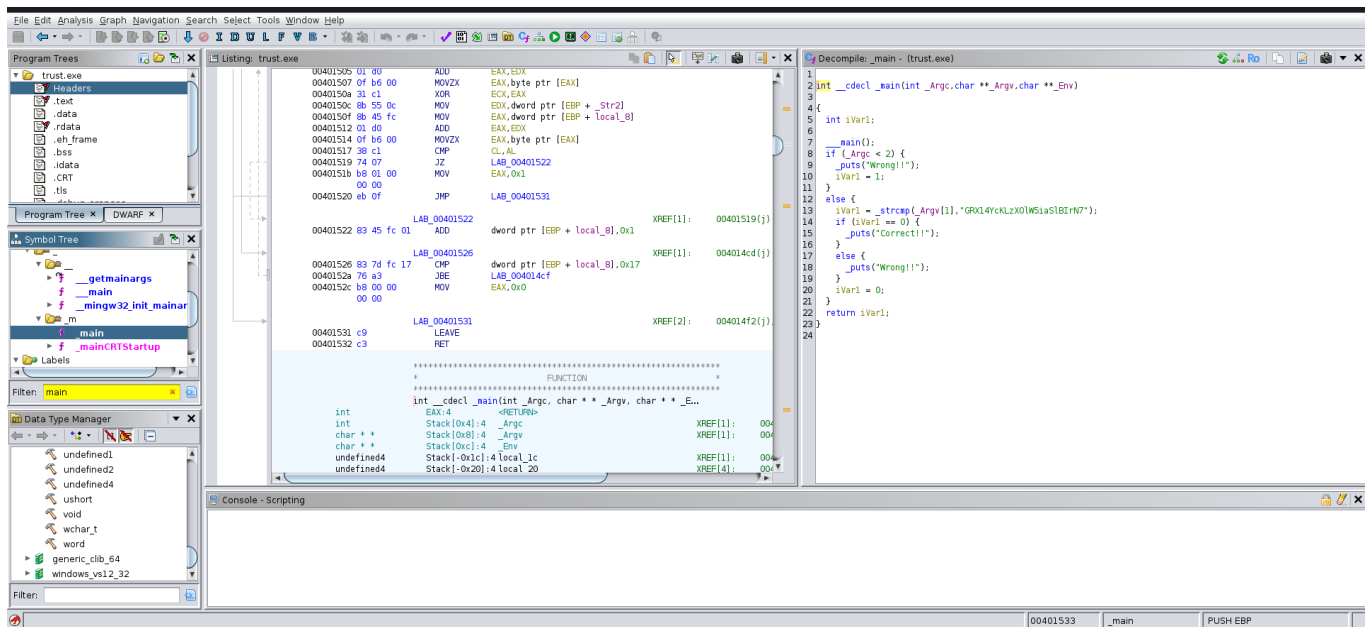 File Edit Analysis Graph Navigation Search Select Tools Window Help
I D U L F V B
Program Trees
trust.exe
Headers
.text
.data
.rdata
.eh_frame
.bss
.idata
.CRT
.tls
Program Tree × DWARF ×
Symbol Tree
__
f __getmainargs
f __main
f __mingw32_init_mainar
_m
f _main
f _mainCRTStartup
Labels
Filter: main
Data Type Manager
undefined1
undefined2
undefined4
ushort
void
wchar_t
word
generic_clib_64
windows_vs12_32
Filter:
Listing: trust.exe
00401505 01 d0 ADD EAX,EDX
00401507 0f b6 00 MOVZX EAX,byte ptr [EAX]
0040150a 31 c1 XOR ECX,EAX
0040150c 8b 55 0c MOV EDX,dword ptr [EBP + _Str2]
0040150f 8b 45 fc MOV EAX,dword ptr [EBP + local_8]
00401512 01 d0 ADD EAX,EDX
00401514 0f b6 00 MOVZX EAX,byte ptr [EAX]
00401517 38 c1 CMP CL,AL
00401519 74 07 JZ LAB_00401522
0040151b b8 01 00 MOV EAX,0x1
00 00
00401520 eb 0f JMP LAB_00401531
LAB_00401522 XREF[1]: 00401519(j)
00401522 83 45 fc 01 ADD dword ptr [EBP + local_8],0x1
LAB_00401526 XREF[1]: 004014cd(j)
00401526 83 7d fc 17 CMP dword ptr [EBP + local_8],0x17
0040152a 76 a3 JBE LAB_004014cf
0040152c b8 00 00 MOV EAX,0x0
00 00
LAB_00401531 XREF[2]: 004014f2(j)
00401531 c9 LEAVE
00401532 c3 RET
* FUNCTION *
int __cdecl _main(int _Argc, char * * _Argv, char * * _E...
int EAX:4 <RETURN>
int Stack[0x4]:4 _Argc XREF[1]: 004
char * * Stack[0x8]:4 _Argv XREF[1]: 004
char * * Stack[0xc]:4 _Env
undefined4 Stack[-0x1c]:4 local_1c XREF[1]: 004
undefined4 Stack[-0x20]:4 local_20 XREF[4]: 004
Decompile: _main - (trust.exe)
Ro
1
2 int __cdecl _main(int _Argc,char **_Argv,char **_Env)
3
4 {
5 int iVar1;
6
7 ___main();
8 if (_Argc < 2) {
9 _puts("Wrong!!");
10 iVar1 = 1;
11 }
12 else {
13 iVar1 = _strcmp(_Argv[1],"GRX14YcKLzXOlW5iaSlBIrN7");
14 if (iVar1 == 0) {
15 _puts("Correct!!");
16 }
17 else {
18 _puts("Wrong!!");
19 }
20 iVar1 = 0;
21 }
22 return iVar1;
23 }
24
Console - Scripting
00401533 _main PUSH EBP